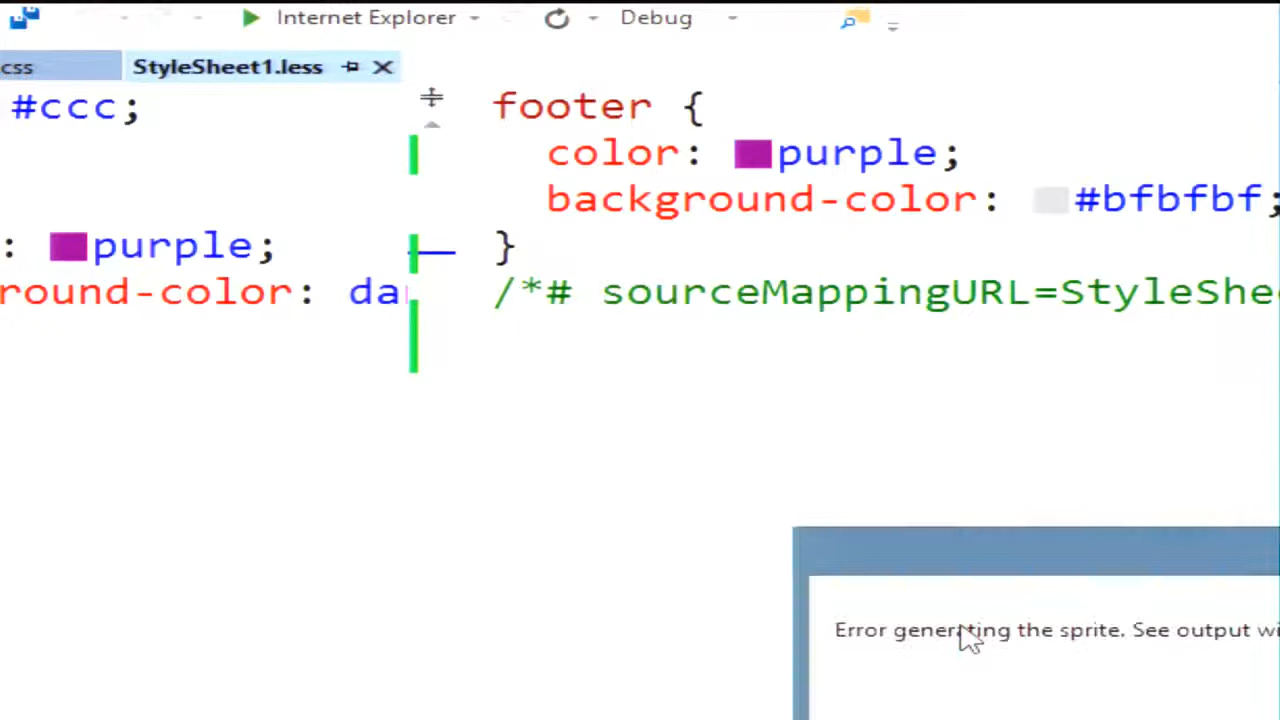 Internet Explorer Debug
css StyleSheet1.less
#ccc;
: purple;
round-color: da
footer {
color: purple;
background-color: #bfbfbf;
}
/*# sourceMappingURL=StyleShe
Error generating the sprite. See output wi